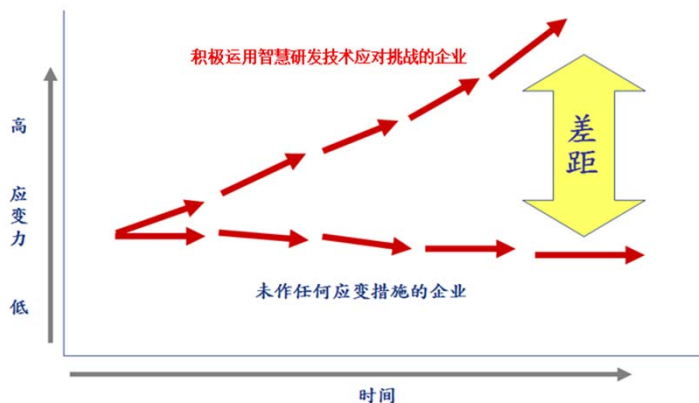 积极运用智慧研发技术应对挑战的企业
高
应变力
低
差距
未作任何应变措施的企业
时间